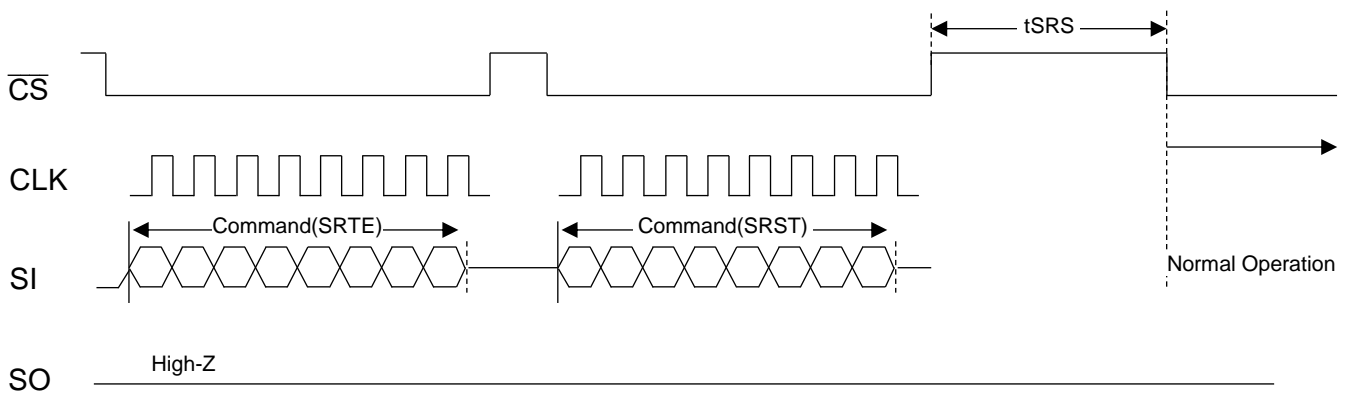 tSRS
CS
CLK
Command(SRTE)
Command(SRST)
SI
Normal Operation
High-Z
SO